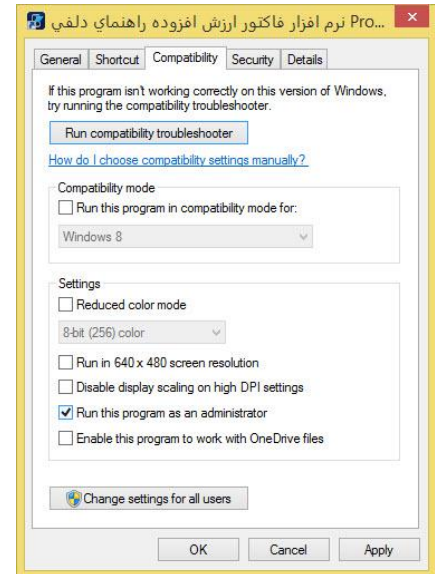 نرم افزار فاكتور ارزش افزوده راهنماي دلفي Pro...
General Shortcut Compatibility Security Details
If this program isn't working correctly on this version of Windows,
try running the compatibility troubleshooter.
Run compatibility troubleshooter
How do I choose compatibility settings manually?
Compatibility mode
Run this program in compatibility mode for:
Windows 8
Settings
Reduced color mode
8-bit (256) color
Run in 640 x 480 screen resolution
Disable display scaling on high DPI settings
Run this program as an administrator
Enable this program to work with OneDrive files
Change settings for all users
OK Cancel Apply